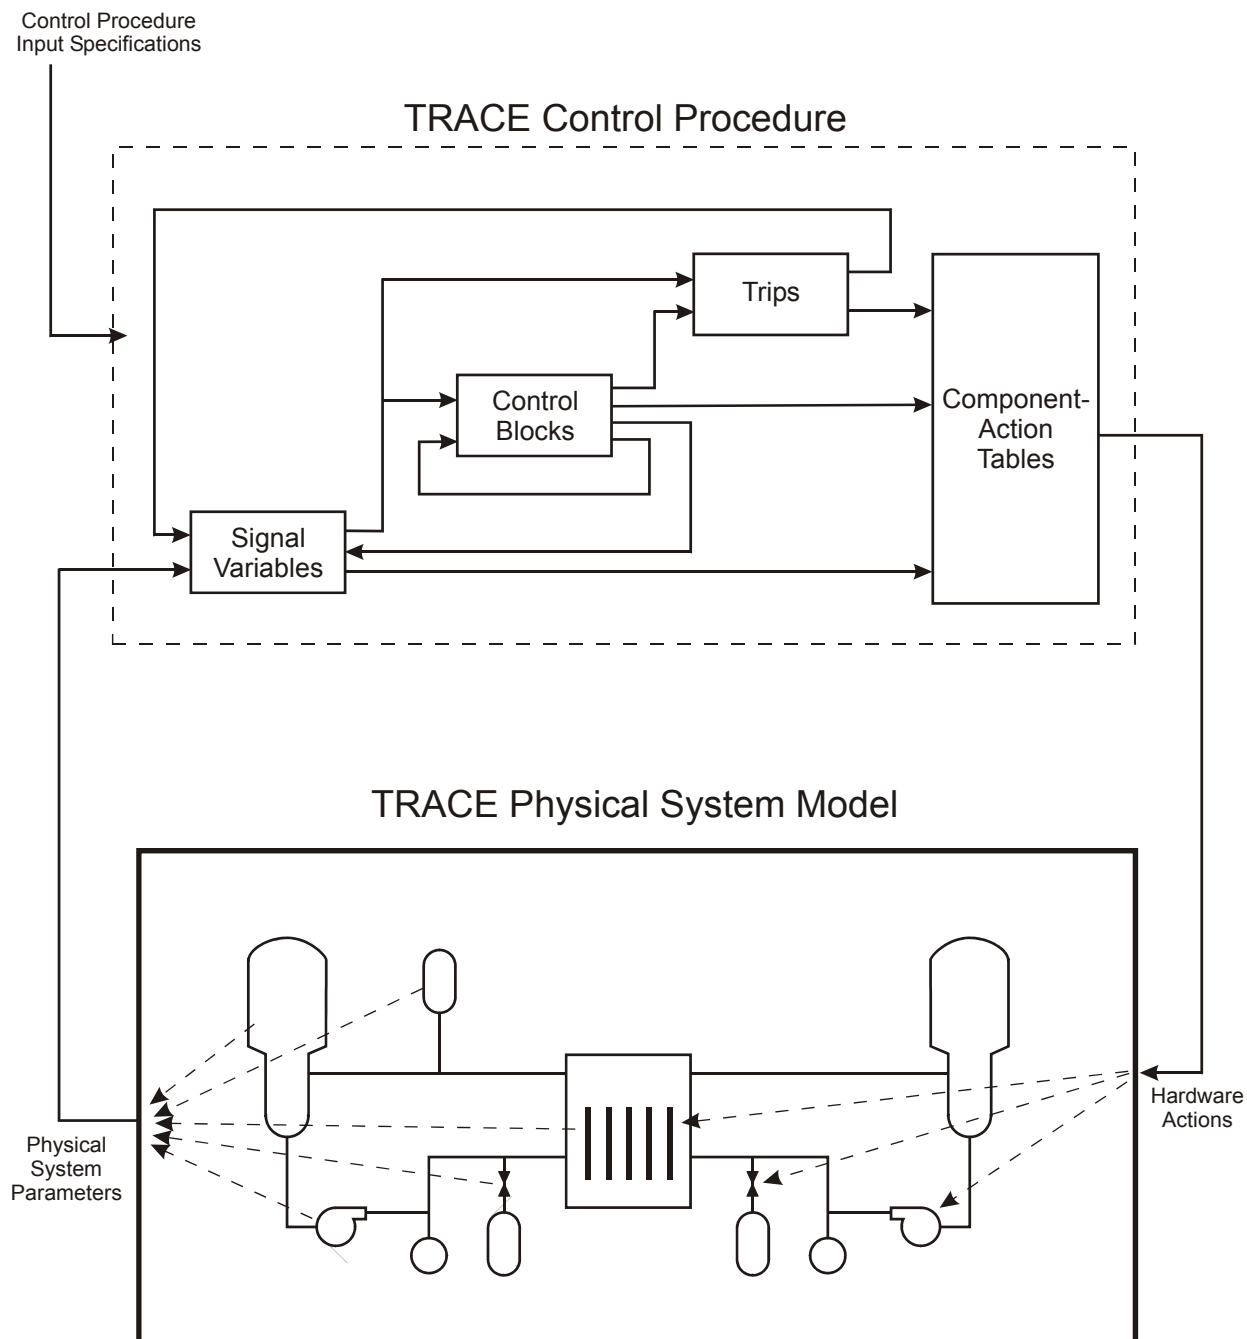 Control Procedure
Input Specifications
TRACE Control Procedure
Trips
Control
Blocks
Component-
Action
Tables
Signal
Variables
TRACE Physical System Model
Hardware
Actions
Physical
System
Parameters